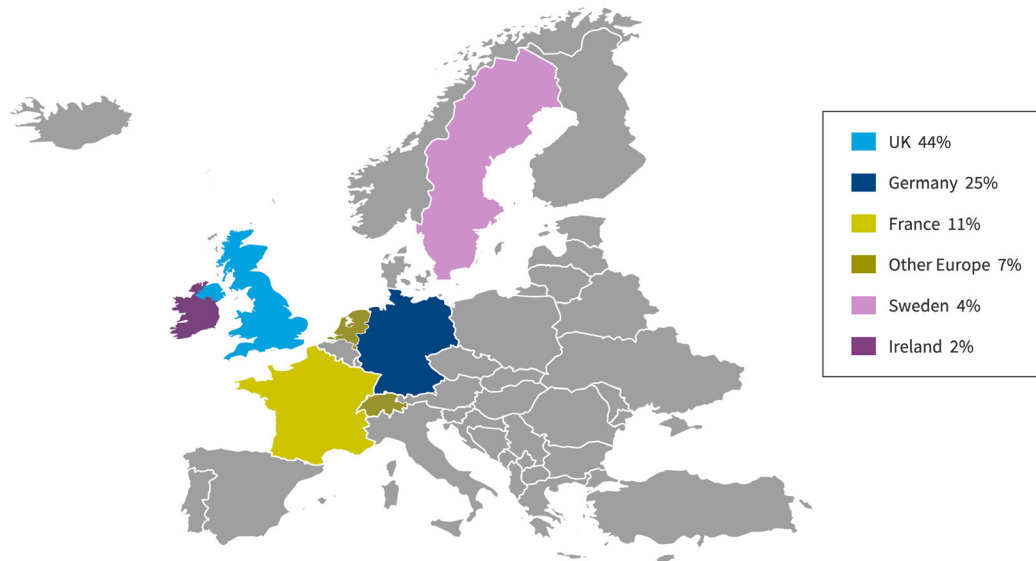 UK 44%
Germany 25%
France 11%
Other Europe 7%
Sweden 4%
Ireland 2%